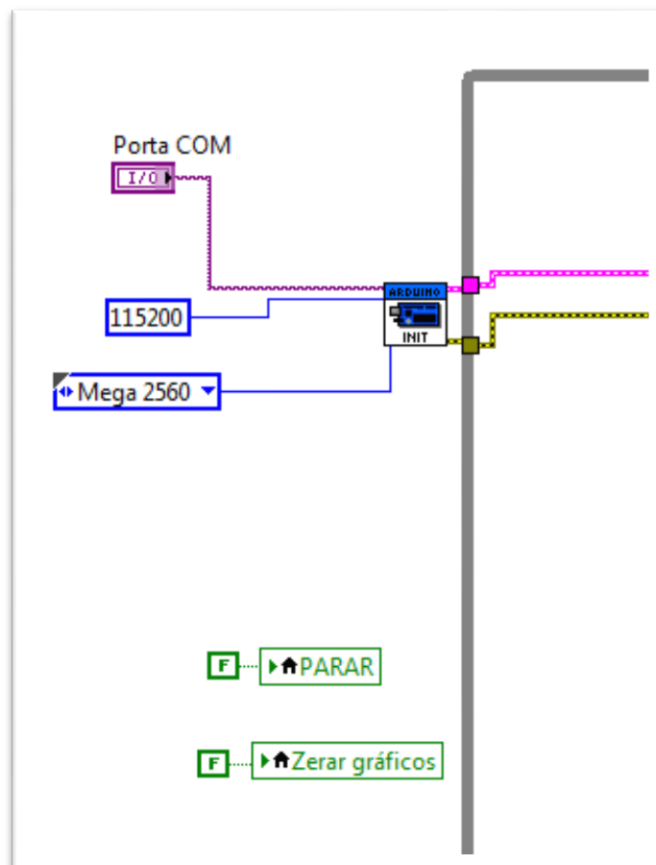 Porta COM
I/O
ARDUINO
INIT
115200
Mega 2560
F
PARAR
F
Zerar gráficos